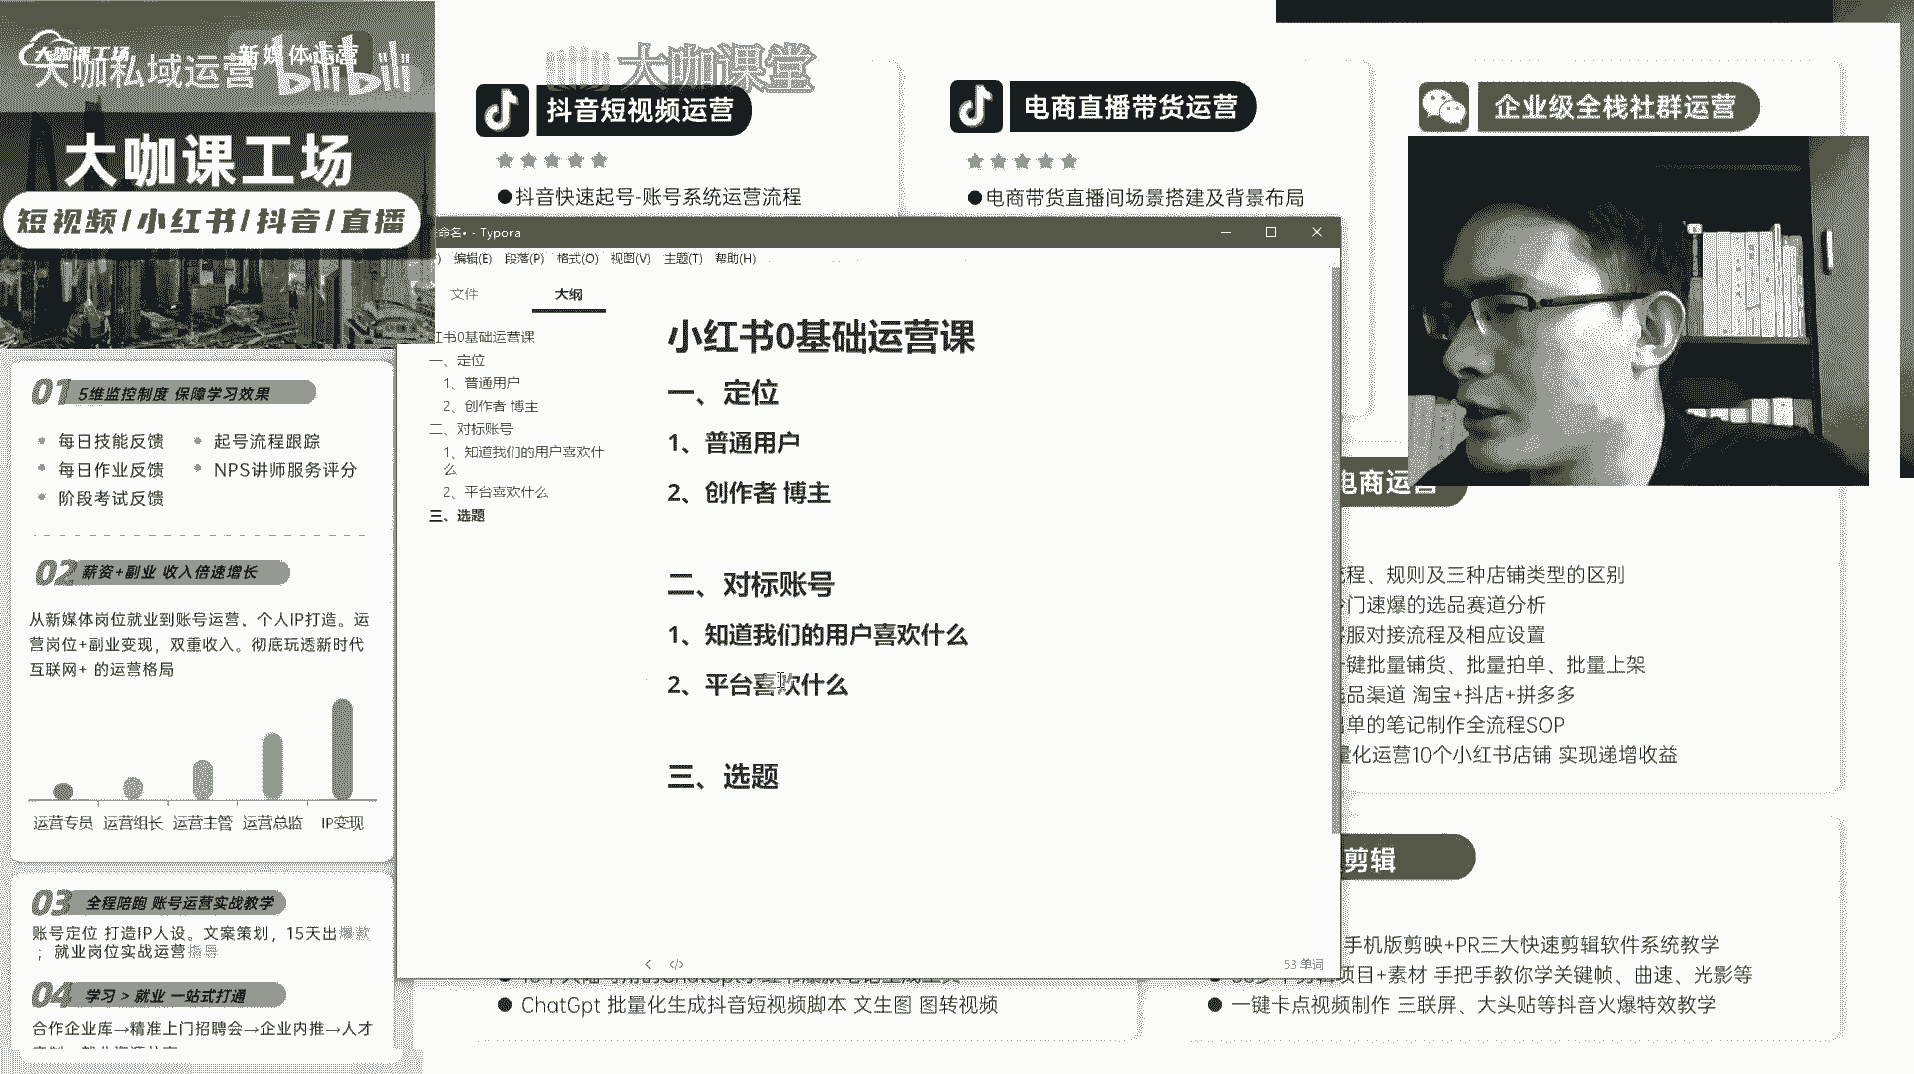 大咖课工场
新媒体运营
大咖私域运营
bilibili
大咖课工场
短视频/小红书/抖音/直播
01 5维监控制度 保障学习效果
每日技能反馈
起号流程跟踪
每日作业反馈
NPS讲师服务评分
阶段考试反馈
02 薪资+副业 收入倍速增长
从新媒体岗位就业到账号运营、个人IP打造。运
营岗位+副业变现，双重收入。彻底玩透新时代
互联网+ 的运营格局
运营专员 运营组长 运营主管 运营总监 IP变现
03 全程陪跑 账号运营实战教学
账号定位 打造IP人设。文案策划，15天出爆款
；就业岗位实战运营指导
04 学习 > 就业 一站式打通
合作企业库→精准上门招聘会→企业内推→人才
大咖课堂
抖音短视频运营
●抖音快速起号-账号系统运营流程
电商直播带货运营
●电商带货直播间场景搭建及背景布局
企业级全栈社群运营
命名• - Typora
编辑(E) 段落(P) 格式(O) 视图(V) 主题(T) 帮助(H)
文件
大纲
书0基础运营课
一、定位
1、普通用户
2、创作者 博主
二、对标账号
1、知道我们的用户喜欢什
么
2、平台喜欢什么
三、选题
小红书0基础运营课
一、定位
1、普通用户
2、创作者 博主
二、对标账号
1、知道我们的用户喜欢什么
2、平台喜欢什么
三、选题
53 单词
电商运营
程、规则及三种店铺类型的区别
门速爆的选品赛道分析
服对接流程及相应设置
键批量铺货、批量拍单、批量上架
品渠道 淘宝+抖店+拼多多
单的笔记制作全流程SOP
量化运营10个小红书店铺 实现递增收益
剪辑
手机版剪映+PR三大快速剪辑软件系统教学
项目+素材 手把手教你学关键帧、曲速、光影等
●一键卡点视频制作 三联屏、大头贴等抖音火爆特效教学
●ChatGpt 批量化生成抖音短视频脚本 文生图 图转视频